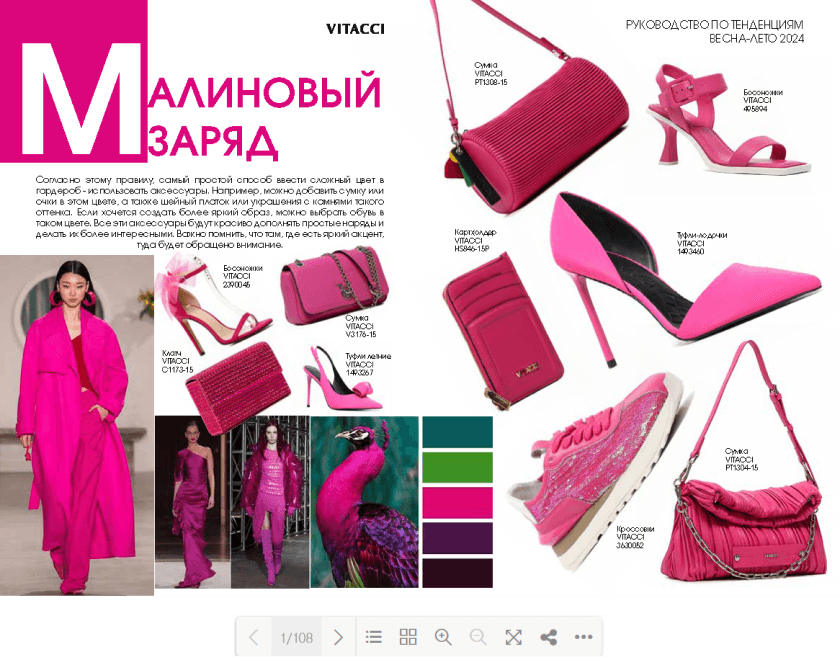 VITACCI
РУКОВОДСТВО ПО ТЕНДЕНЦИЯМ
ВЕСНА-ЛЕТО 2024
МАЛИНОВЫЙ
ЗАРЯД
Согласно этому правилу, самый простой способ ввести сложный цвет в
гардероб - использовать аксессуары. Например, можно добавить сумку или
очки в этом цвете, а также шейный платок или украшения с камнями такого
оттенка. Если хочется создать более яркий образ, можно выбрать обувь в
таком цвете. Все эти аксессуары будут красиво дополнять простые наряды и
делать их более интересными. Важно помнить, что там, где есть яркий акцент,
туда будет обращено внимание.
Сумка
VITACCI
PT1308-15
Босоножки
VITACCI
495894
Картхолдер
VITACCI
HS846-15P
Туфли-лодочки
VITACCI
1493460
Босоножки
VITACCI
2390045
Сумка
VITACCI
V3176-15
Клатч
VITACCI
C1173-15
Туфли летние
VITACCI
1493267
VITACCI
Сумка
VITACCI
PT1304-15
Кроссовки
VITACCI
3630052
1/108